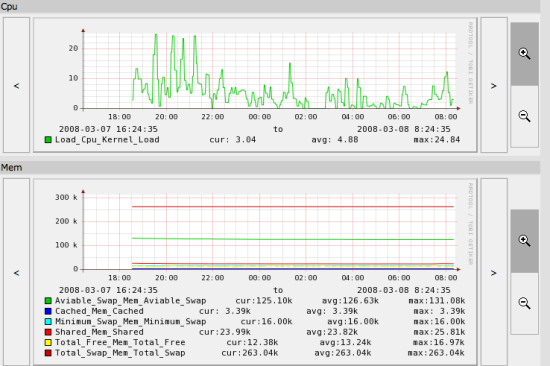 Cpu
20
10
0
18:00 20:00 22:00 00:00 02:00 04:00 06:00 08:00
2008-03-07 16:24:35 to 2008-03-08 8:24:35
Load_Cpu_Kernel_Load cur: 3.04 avg: 4.88 max:24.84
RRDTOOL / TOBI OETIKER
<
>
Mem
300 k
200 k
100 k
0
18:00 20:00 22:00 00:00 02:00 04:00 06:00 08:00
2008-03-07 16:24:35 to 2008-03-08 8:24:35
Aviable_Swap_Mem_Aviable_Swap cur:125.10k avg:126.63k max:131.08k
Cached_Mem_Cached cur: 3.39k avg: 3.39k max: 3.39k
Minimum_Swap_Mem_Minimum_Swap cur:16.00k avg:16.00k max:16.00k
Shared_Mem_Shared cur:23.99k avg:23.82k max:25.81k
Total_Free_Mem_Total_Free cur:12.38k avg:13.24k max:16.97k
Total_Swap_Mem_Total_Swap cur:263.04k avg:263.04k max:263.04k
RRDTOOL / TOBI OETIKER
<
>